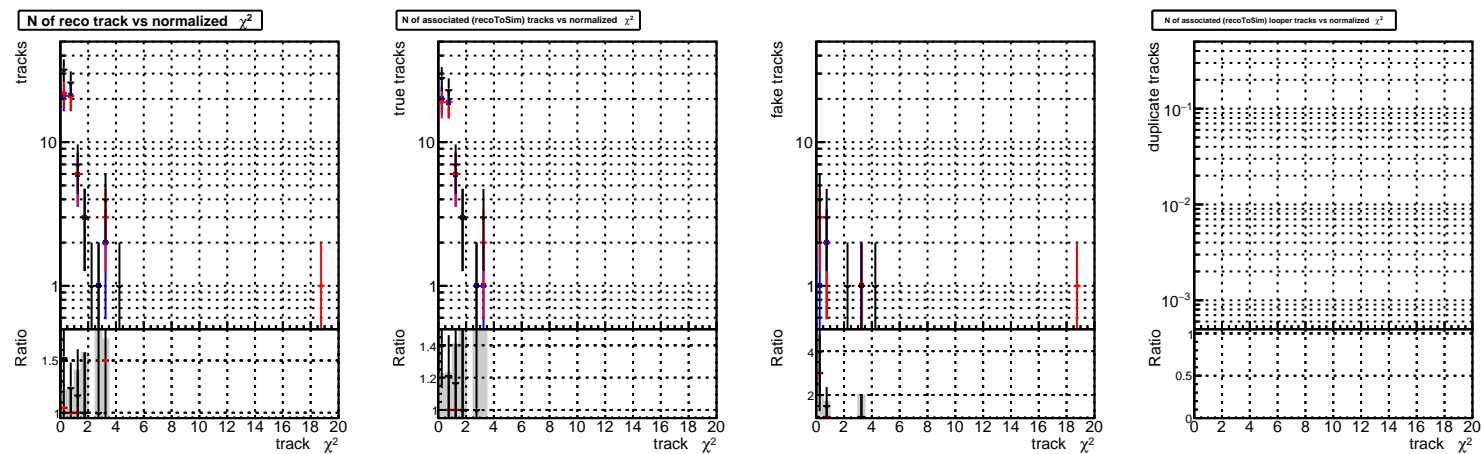 N of reco track vs normalized χ²
tracks
10
1
Ratio
1.5
1
0 2 4 6 8 10 12 14 16 18 20
track χ²
N of associated (recoToSim) tracks vs normalized χ²
true tracks
10
1
Ratio
1.4
1.2
1
0 2 4 6 8 10 12 14 16 18 20
track χ²
fake tracks
10
1
Ratio
4
2
0 2 4 6 8 10 12 14 16 18 20
track χ²
N of associated (recoToSim) looper tracks vs normalized χ²
duplicate tracks
10⁻¹
10⁻²
10⁻³
Ratio
1
0.5
0
0 2 4 6 8 10 12 14 16 18 20
track χ²